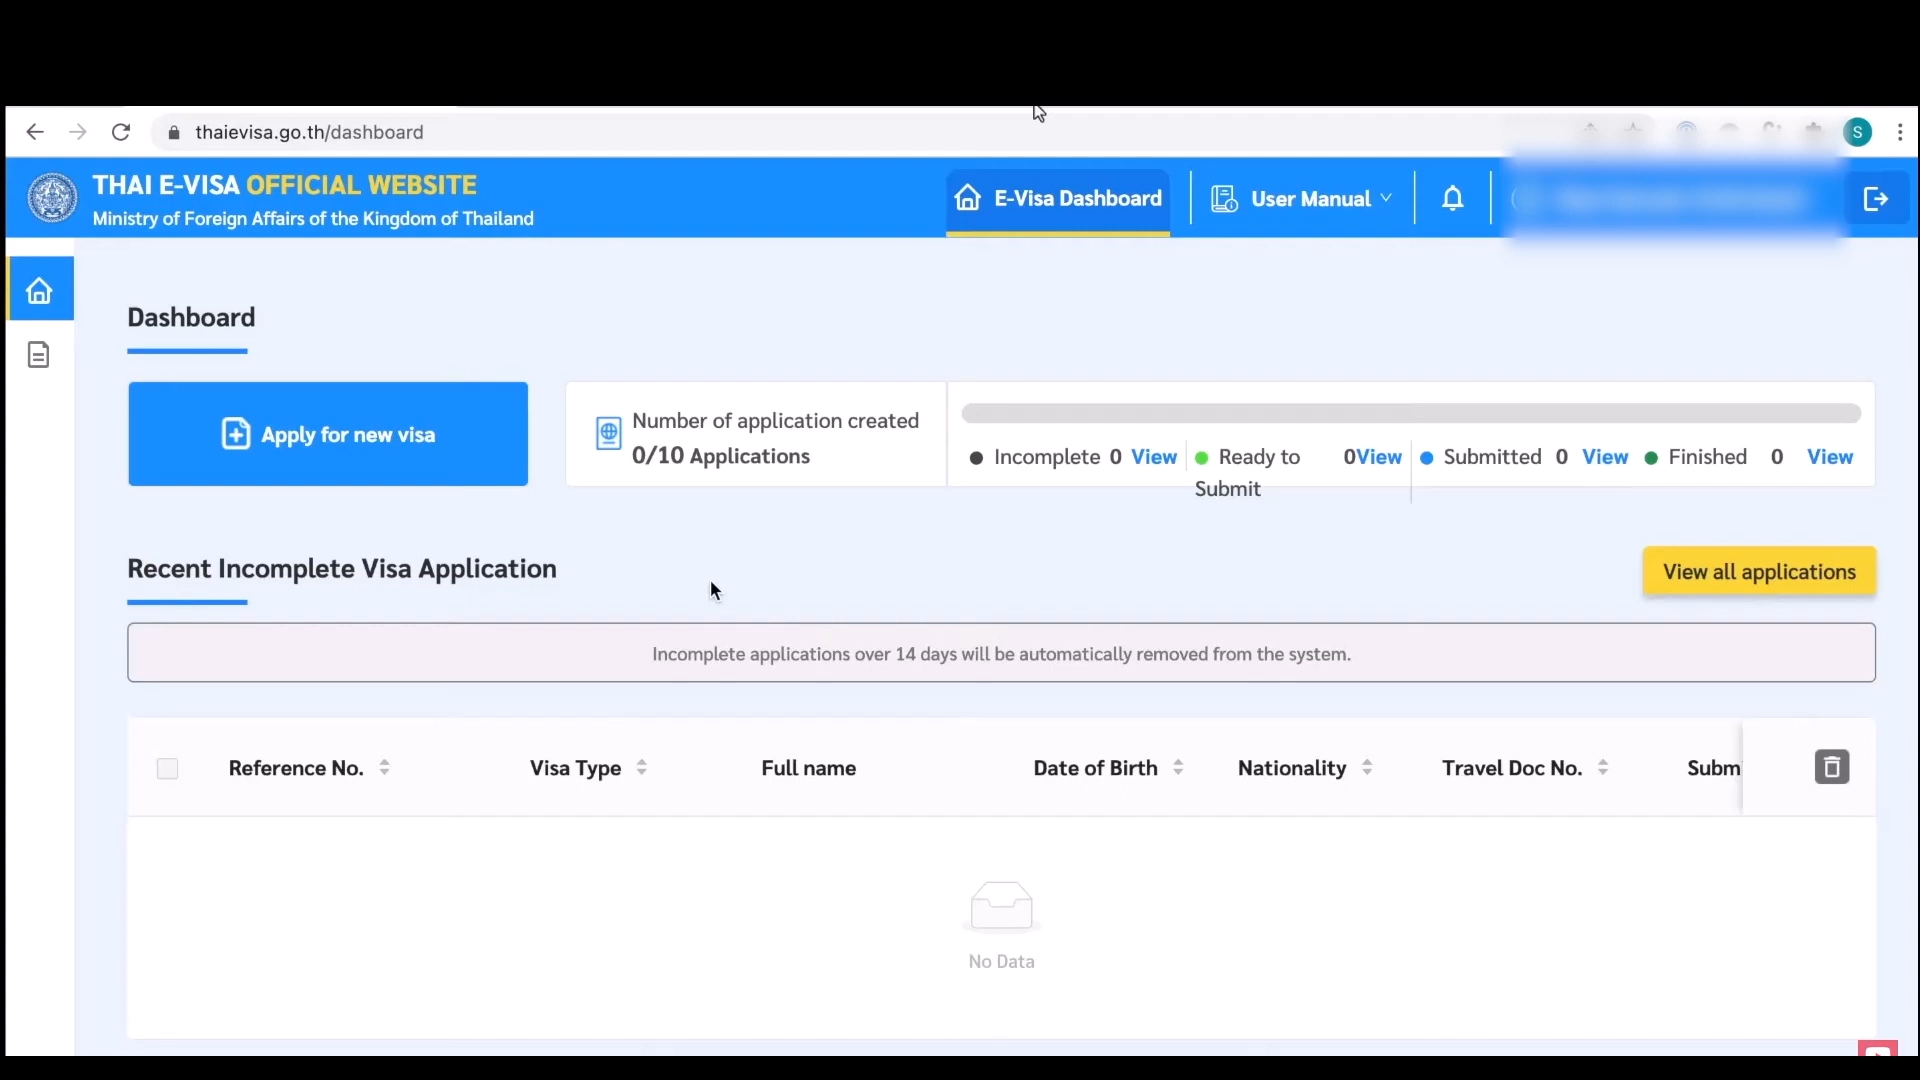 thaievisa.go.th/dashboard
S
THAI E-VISA OFFICIAL WEBSITE
Ministry of Foreign Affairs of the Kingdom of Thailand
E-Visa Dashboard
User Manual
Dashboard
Apply for new visa
Number of application created
0/10 Applications
Incomplete 0 View
Ready to Submit 0View
Submitted 0 View
Finished 0 View
Recent Incomplete Visa Application
View all applications
Incomplete applications over 14 days will be automatically removed from the system.
Reference No. Visa Type Full name Date of Birth Nationality Travel Doc No. Subm
No Data